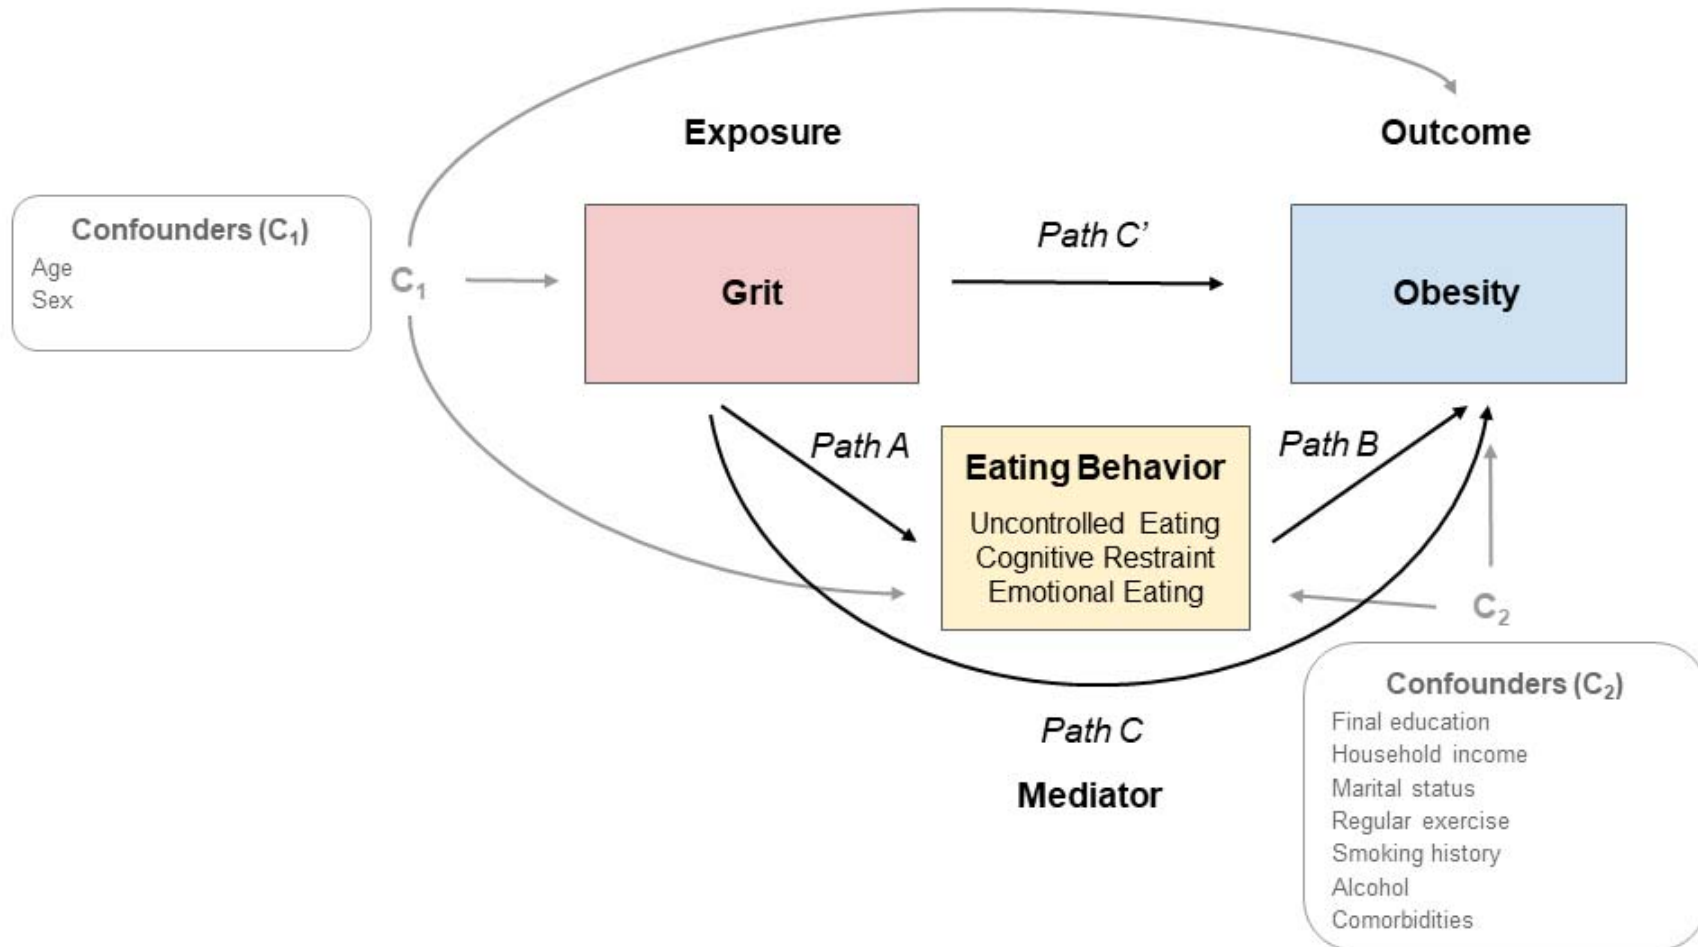 Exposure
Outcome
Confounders (C₁)
Age
Sex
C₁
Grit
Path C’
Obesity
Path A
Eating Behavior
Uncontrolled Eating
Cognitive Restraint
Emotional Eating
Path B
C₂
Path C
Mediator
Confounders (C₂)
Final education
Household income
Marital status
Regular exercise
Smoking history
Alcohol
Comorbidities